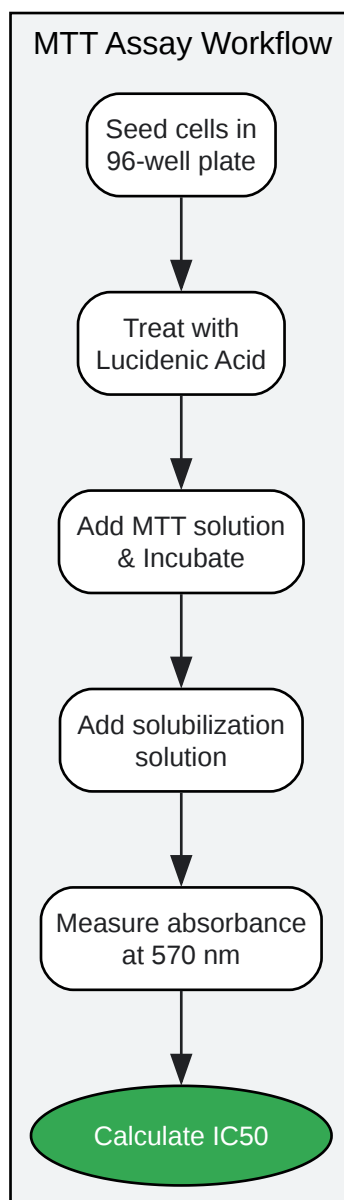 MTT Assay Workflow
Seed cells in
96-well plate
Treat with
Lucidenic Acid
Add MTT solution
& Incubate
Add solubilization
solution
Measure absorbance
at 570 nm
Calculate IC50